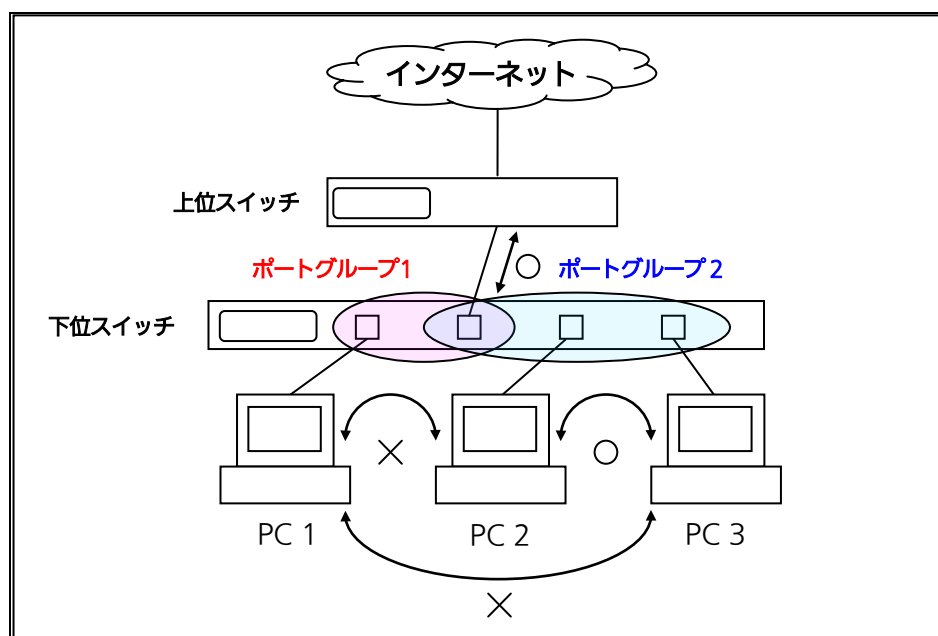 インターネット
上位スイッチ
ポートグループ1
○
ポートグループ2
下位スイッチ
×
○
PC 1
PC 2
PC 3
×